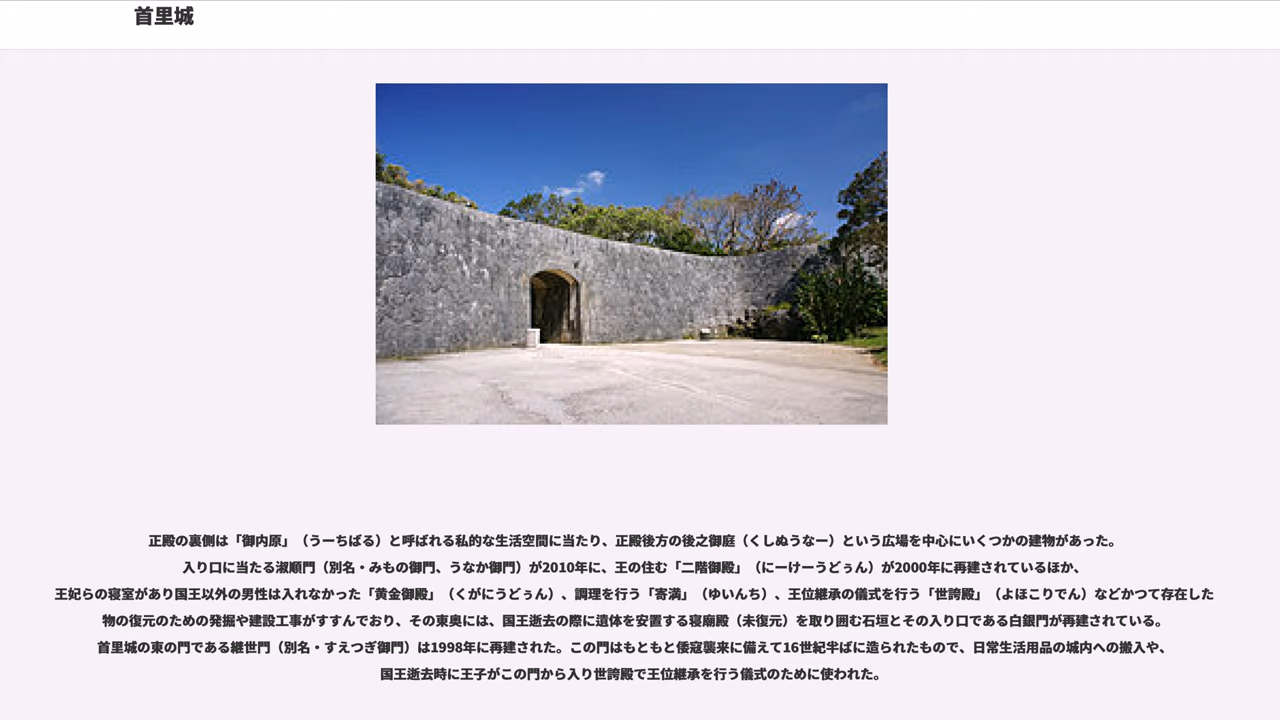 首里城
正殿の裏側は「御内原」（うーちばる）と呼ばれる私的な生活空間に当たり、正殿後方の後之御庭（くしぬうなー）という広場を中心にいくつかの建物があった。
入り口に当たる淑順門（別名・みもの御門、うなか御門）が2010年に、王の住む「二階御殿」（にーけーうどぅん）が2000年に再建されているほか、
王妃らの寝室があり国王以外の男性は入れなかった「黄金御殿」（くがにうどぅん）、調理を行う「寄満」（ゆいんち）、王位継承の儀式を行う「世誇殿」（よほこりでん）などかつて存在した
物の復元のための発掘や建設工事がすすんでおり、その東奥には、国王逝去の際に遺体を安置する寝廟殿（未復元）を取り囲む石垣とその入り口である白銀門が再建されている。
首里城の東の門である継世門（別名・すえつぎ御門）は1998年に再建された。この門はもともと倭寇襲来に備えて16世紀半ばに造られたもので、日常生活用品の城内への搬入や、
国王逝去時に王子がこの門から入り世誇殿で王位継承を行う儀式のために使われた。